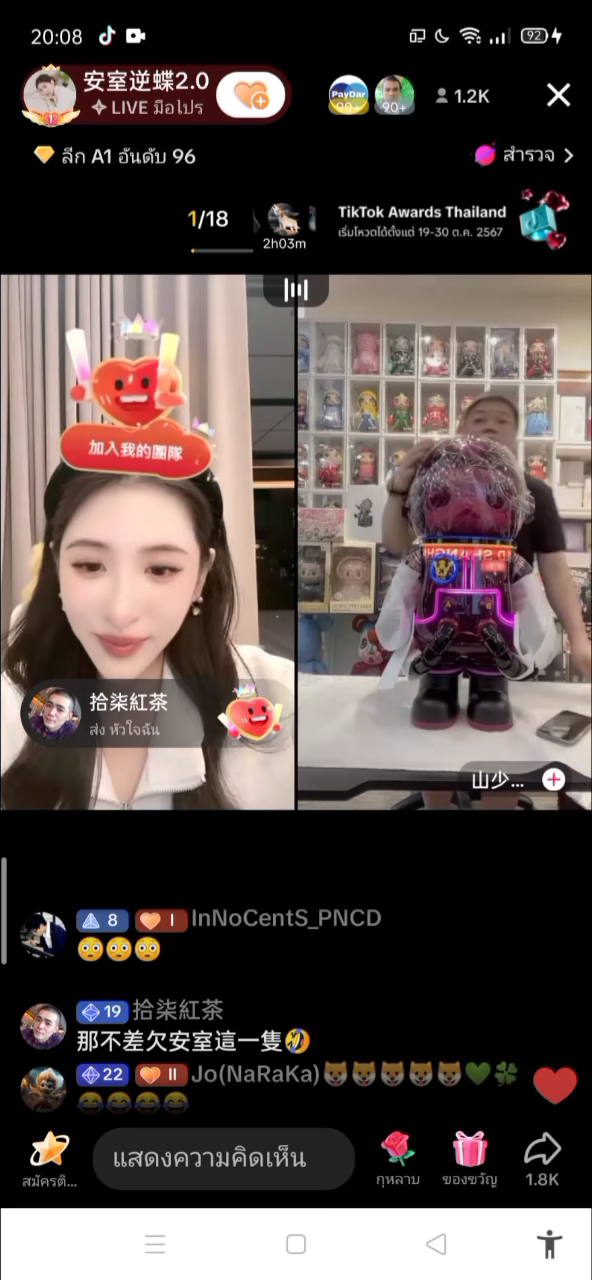 20:08
92
安室逆蝶2.0
LIVE มือโปร
PayDar
90+
90+
1.2K
ลีก A1 อันดับ 96
สำรวจ
1/18
2h03m
TikTok Awards Thailand
เริ่มโหวตได้ตั้งแต่ 19-30 ต.ค. 2567
加入我的團隊
拾柒紅茶
ส่ง หัวใจฉัน
山少...
8 I InNoCentS_PNCD
😳😳😳
19 拾柒紅茶
那不差欠安室這一隻🤣
22 II Jo(NaRaKa)🐺🐺🐺🐺🐺💚🍀
😂😂😂😂
สมัครติ...
แสดงความคิดเห็น
กุหลาบ
ของขวัญ
1.8K